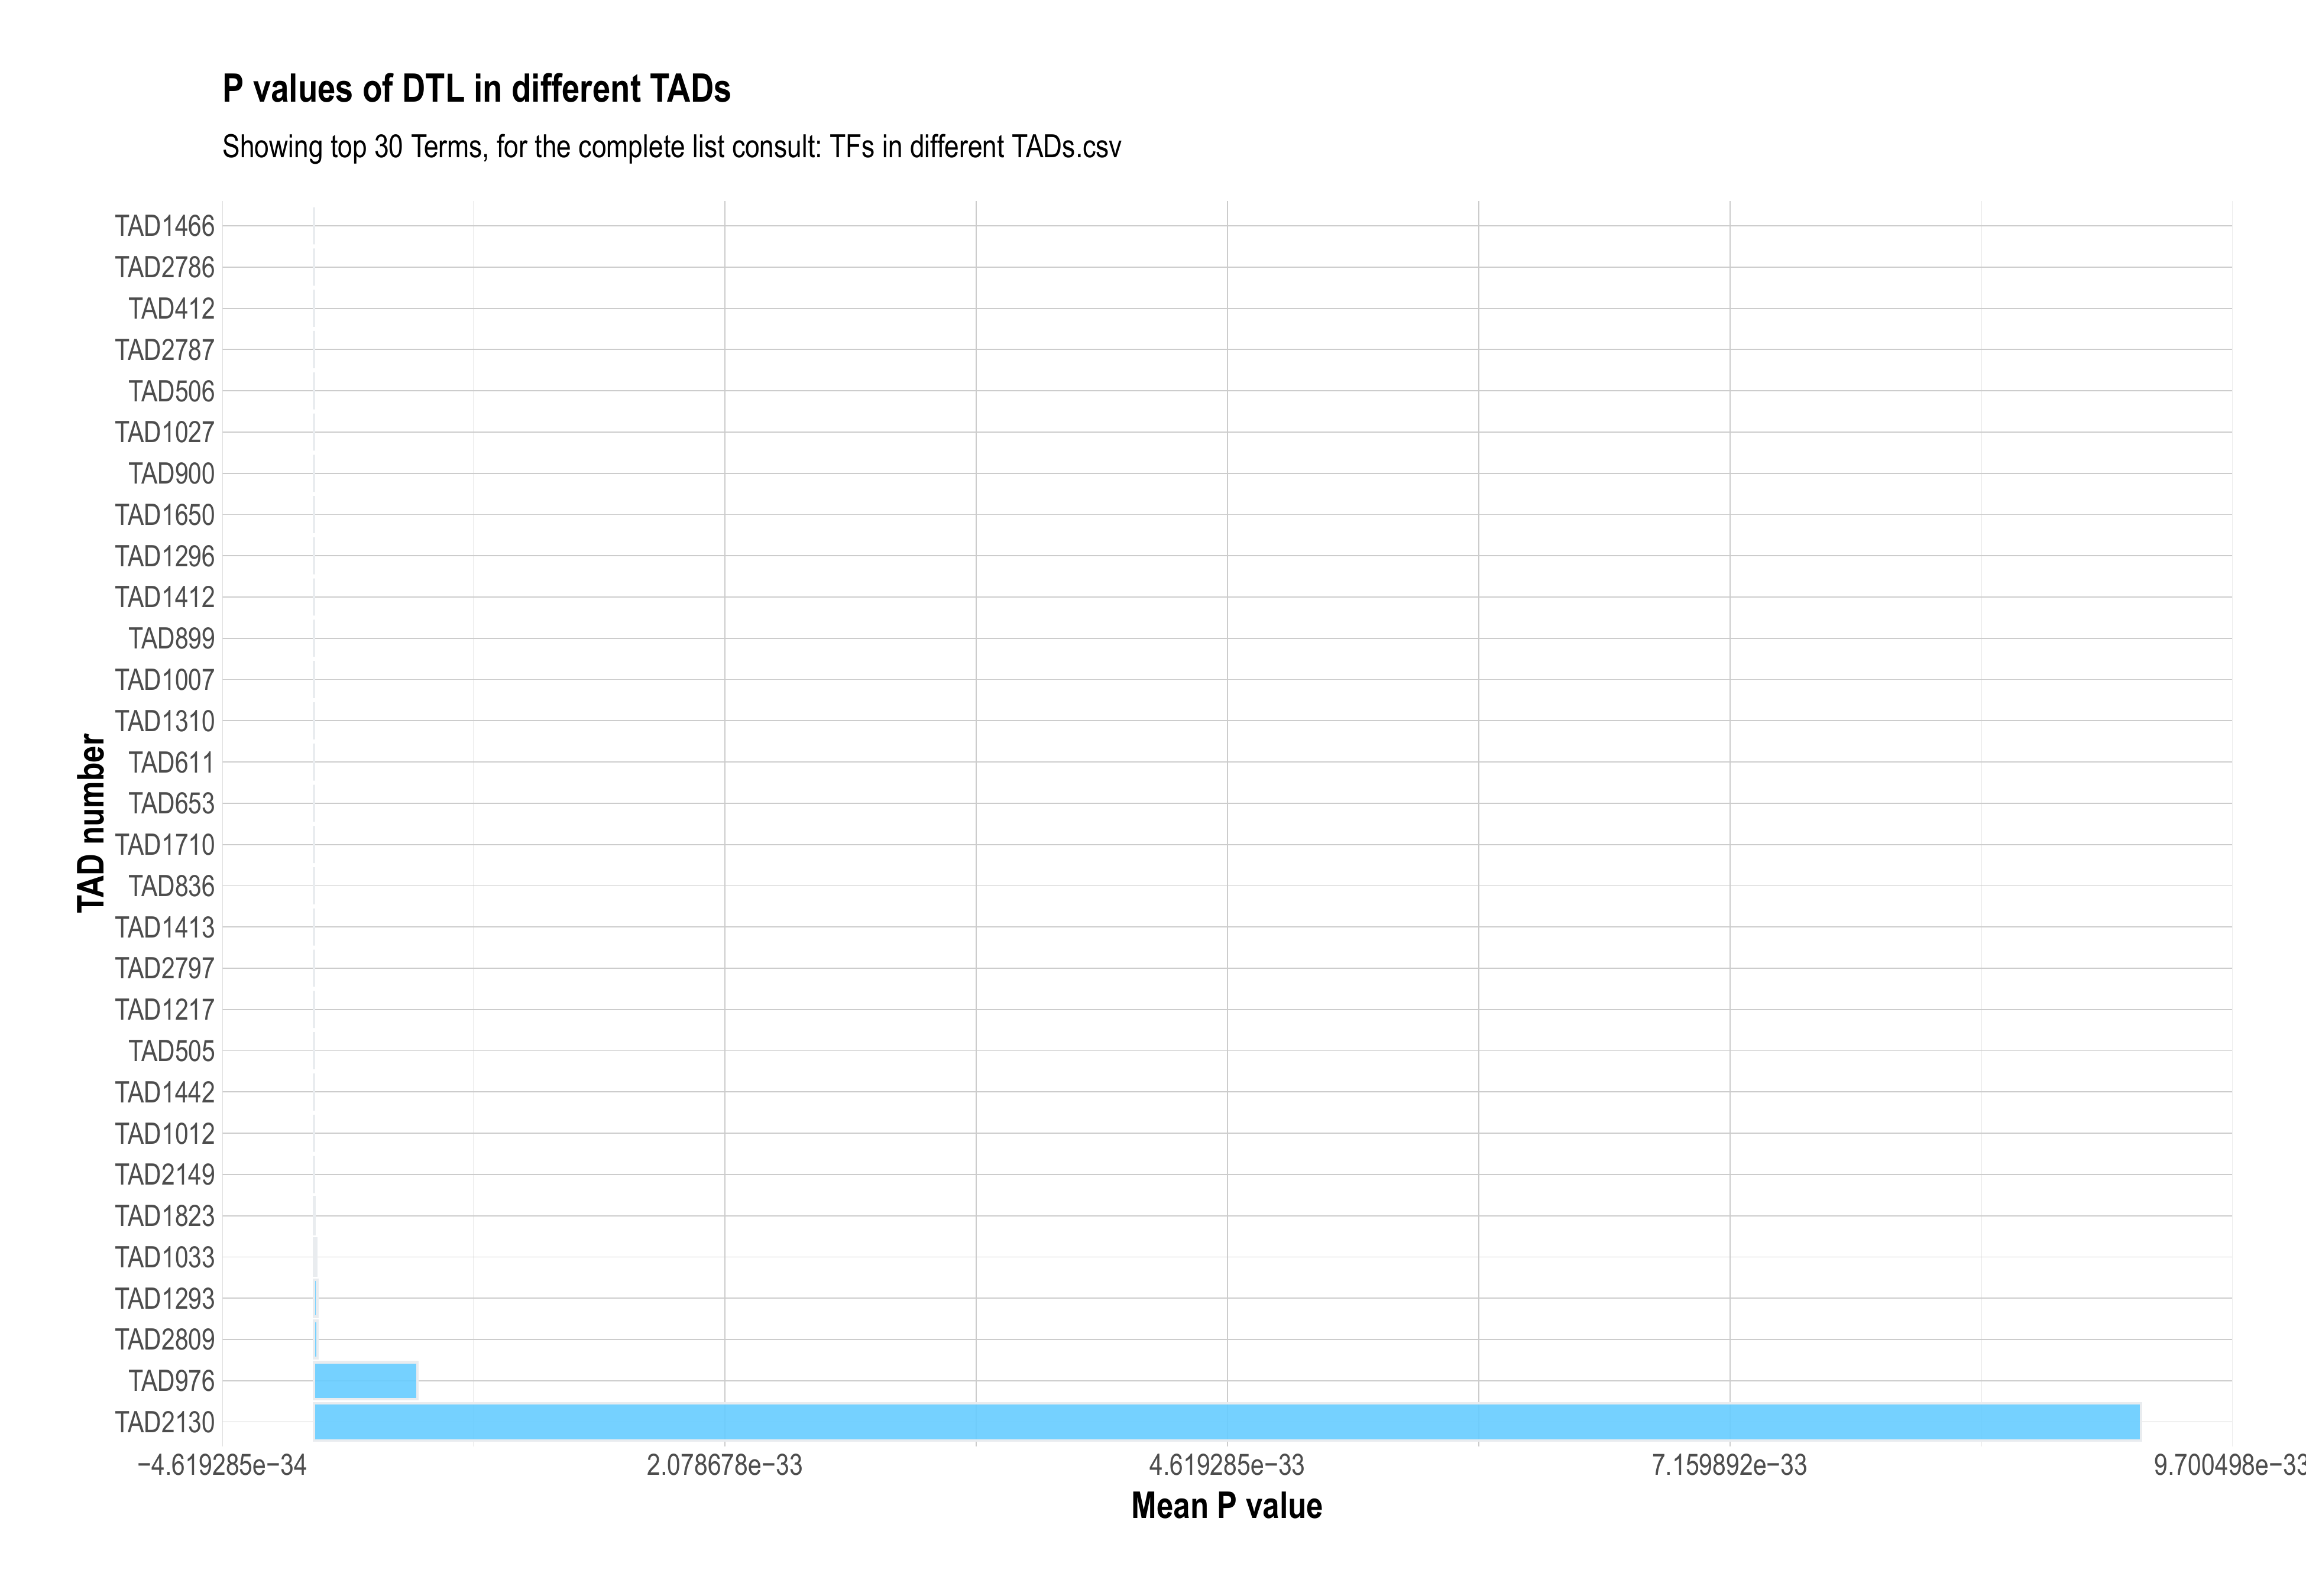 P values of DTL in different TADs
Showing top 30 Terms, for the complete list consult: TFs in different TADs.csv
TAD number
TAD1466
TAD2786
TAD412
TAD2787
TAD506
TAD1027
TAD900
TAD1650
TAD1296
TAD1412
TAD899
TAD1007
TAD1310
TAD611
TAD653
TAD1710
TAD836
TAD1413
TAD2797
TAD1217
TAD505
TAD1442
TAD1012
TAD2149
TAD1823
TAD1033
TAD1293
TAD2809
TAD976
TAD2130
−4.619285e−34 2.078678e−33 4.619285e−33 7.159892e−33 9.700498e−33
Mean P value